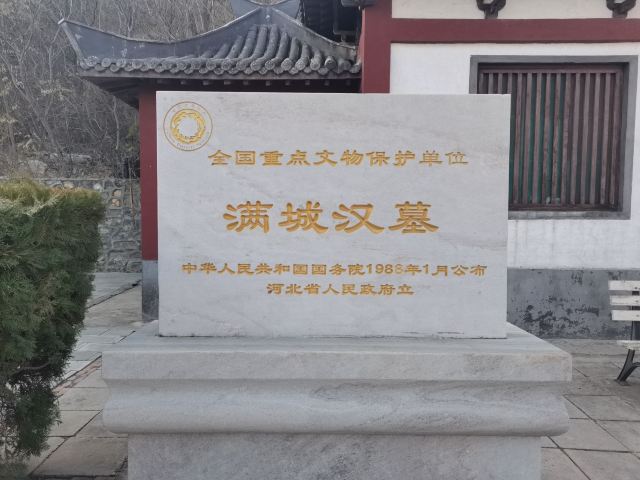 全国重点文物保护单位
满城汉墓
中华人民共和国国务院1988年1月公布
河北省人民政府立